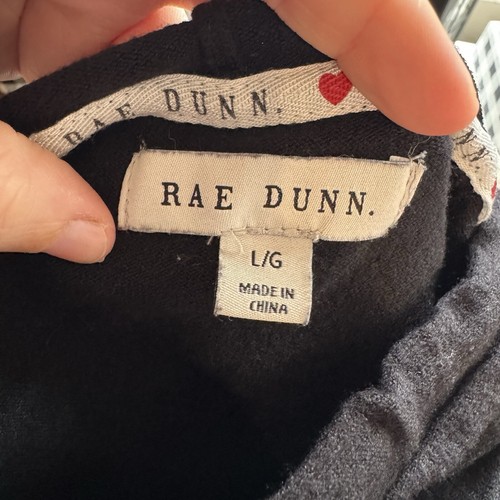 RAE DUNN.
RAE DUNN.
L/G
MADE IN
CHINA